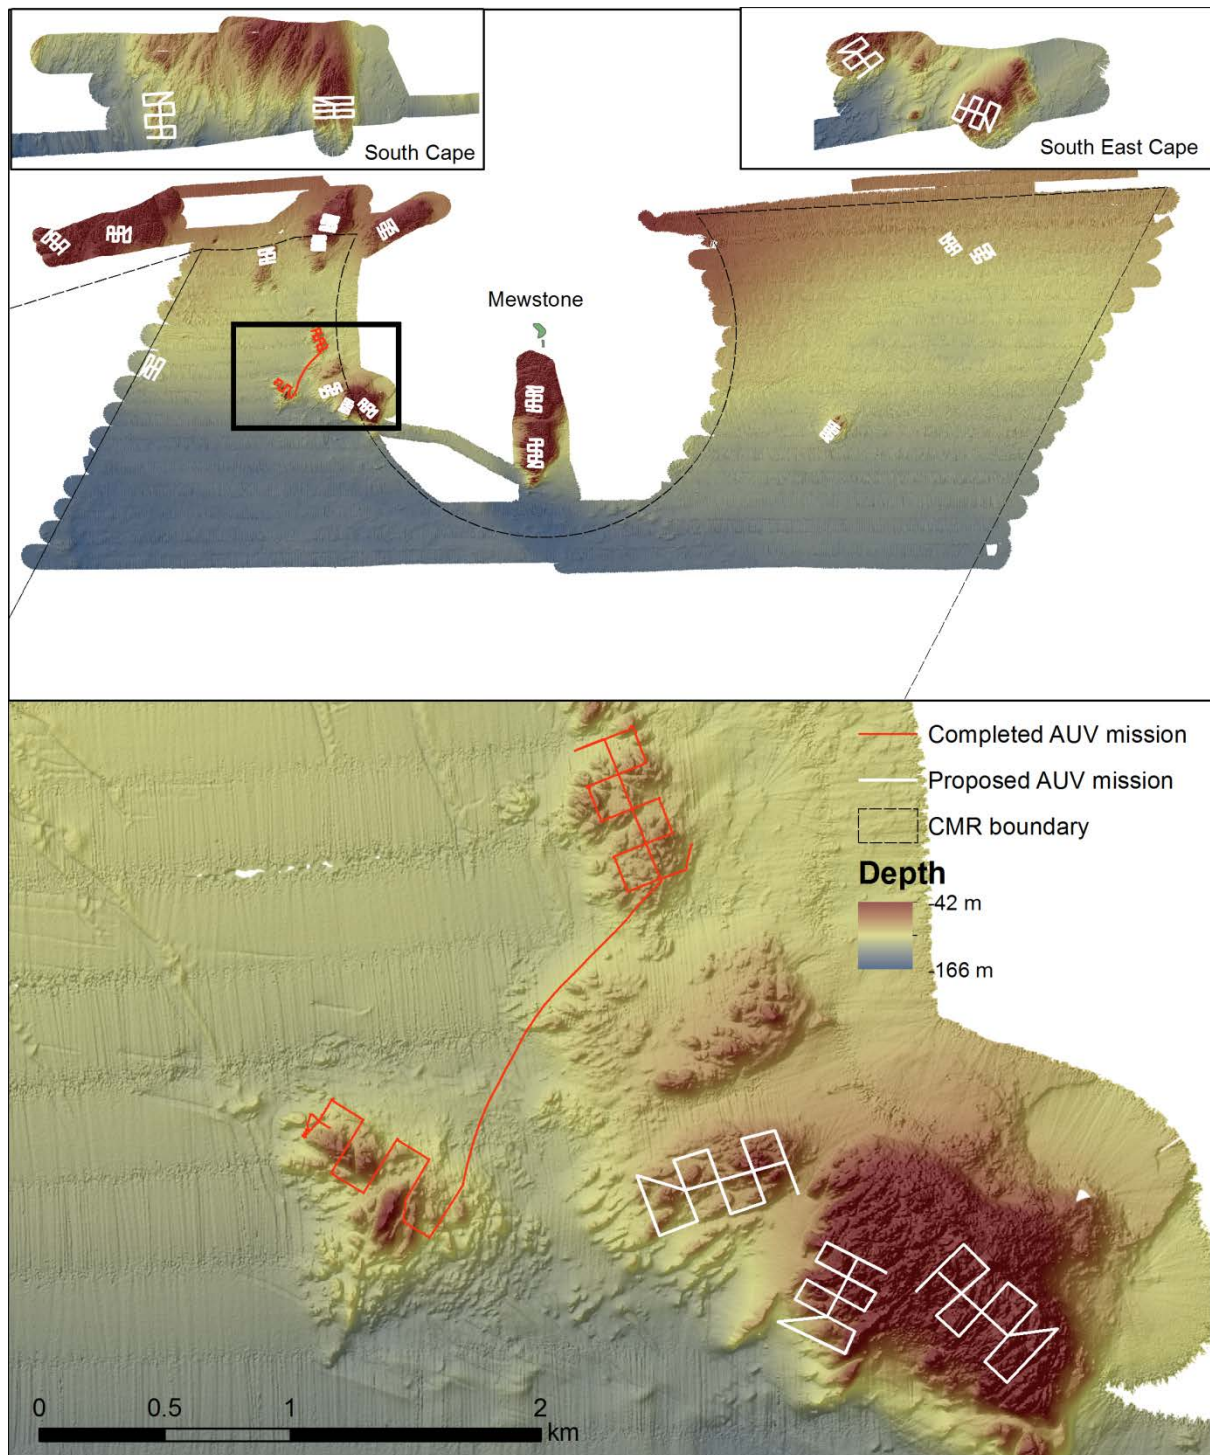 South Cape
South East Cape
Mewstone
Completed AUV mission
Proposed AUV mission
CMR boundary
Depth
-42 m
-166 m
0 0.5 1 2
km